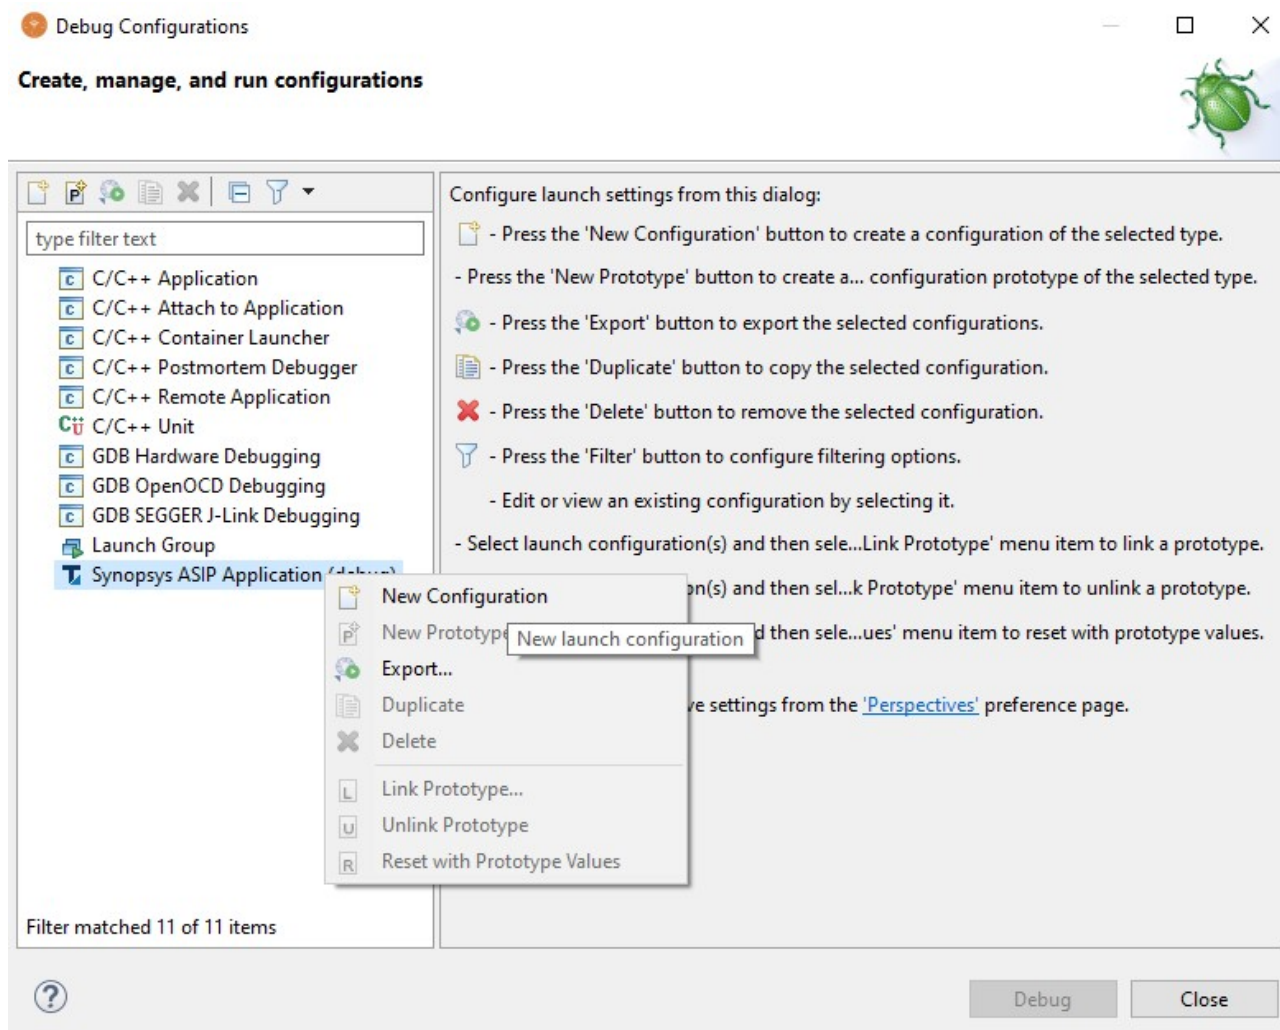 Debug Configurations
Create, manage, and run configurations
type filter text
C/C++ Application
C/C++ Attach to Application
C/C++ Container Launcher
C/C++ Postmortem Debugger
C/C++ Remote Application
C/C++ Unit
GDB Hardware Debugging
GDB OpenOCD Debugging
GDB SEGGER J-Link Debugging
Launch Group
Synopsys ASIP Application (debug)
Filter matched 11 of 11 items
Configure launch settings from this dialog:
- Press the 'New Configuration' button to create a configuration of the selected type.
- Press the 'New Prototype' button to create a... configuration prototype of the selected type.
- Press the 'Export' button to export the selected configurations.
- Press the 'Duplicate' button to copy the selected configuration.
- Press the 'Delete' button to remove the selected configuration.
- Press the 'Filter' button to configure filtering options.
- Edit or view an existing configuration by selecting it.
- Select launch configuration(s) and then sele...Link Prototype' menu item to link a prototype.
on(s) and then sel...k Prototype' menu item to unlink a prototype.
d then sele...ues' menu item to reset with prototype values.
settings from the 'Perspectives' preference page.
New Configuration
New Prototype
New launch configuration
Export...
Duplicate
Delete
Link Prototype...
Unlink Prototype
Reset with Prototype Values
Debug
Close